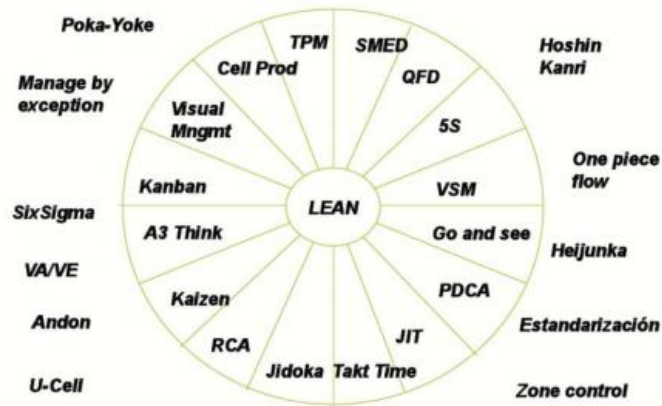 Poka-Yoke
TPM
SMED
Hoshin
Kanri
Cell Prod
QFD
Manage by
exception
Visual
Mngmt
5S
One piece
flow
Kanban
VSM
LEAN
SixSigma
A3 Think
Go and see
Heijunka
VA/VE
Kaizen
PDCA
Andon
RCA
JIT
Estandarización
Jidoka
Takt Time
U-Cell
Zone control